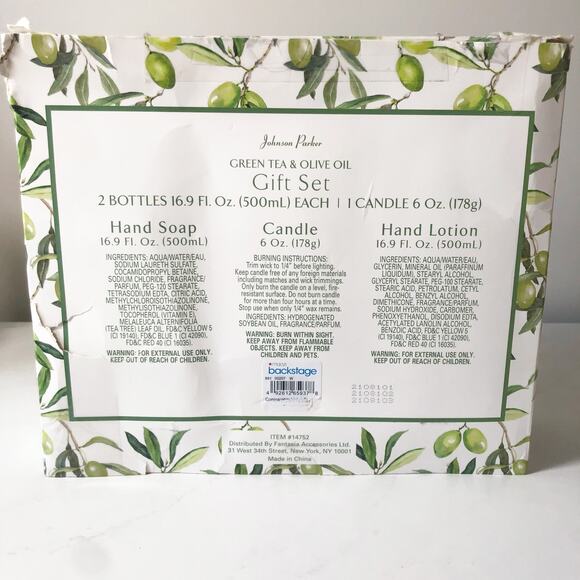 Johnson Parker
GREEN TEA & OLIVE OIL
Gift Set
2 BOTTLES 16.9 Fl. Oz. (500mL) EACH | 1 CANDLE 6 Oz. (178g)
Hand Soap
16.9 Fl. Oz. (500mL)
INGREDIENTS: AQUA/WATER/EAU,
SODIUM LAURETH SULFATE,
COCAMIDOPROPYL BETAINE,
SODIUM CHLORIDE, FRAGRANCE/
PARFUM, PEG-120 STEARATE,
TETRASODIUM EDTA, CITRIC ACID,
METHYLCHLOROISOTHIAZOLINONE,
METHYLISOTHIAZOLINONE,
TOCOPHEROL (VITAMIN E),
MELALEUCA ALTERNIFOLIA
(TEA TREE) LEAF OIL, FD&C YELLOW 5
(CI 19140), FD&C BLUE 1 (CI 42090),
FD&C RED 40 (CI 16035).
WARNING: FOR EXTERNAL USE ONLY.
KEEP OUT OF REACH OF CHILDREN.
Candle
6 Oz. (178g)
BURNING INSTRUCTIONS:
Trim wick to 1/4" before lighting.
Keep candle free of any foreign materials
including matches and wick trimmings.
Only burn the candle on a level, fire-
resistant surface. Do not burn candle
for more than four hours at a time.
Stop use when only 1/4" wax remains.
INGREDIENTS: HYDROGENATED
SOYBEAN OIL, FRAGRANCE/PARFUM.
WARNING: BURN WITHIN SIGHT.
KEEP AWAY FROM FLAMMABLE
OBJECTS. KEEP AWAY FROM
CHILDREN AND PETS.
backstage
4 92612 65937 8
Hand Lotion
16.9 Fl. Oz. (500mL)
INGREDIENTS: AQUA/WATER/EAU,
GLYCERIN, MINERAL OIL (PARAFFINUM
LIQUIDUM), STEARYL ALCOHOL,
GLYCERYL STEARATE, PEG-100 STEARATE,
STEARIC ACID, PETROLATUM, CETYL
ALCOHOL, BENZYL ALCOHOL,
DIMETHICONE, FRAGRANCE/PARFUM,
SODIUM HYDROXIDE, CARBOMER,
PHENOXYETHANOL, DISODIUM EDTA,
ACETYLATED LANOLIN ALCOHOL,
BENZOIC ACID, FD&C YELLOW 5
(CI 19140), FD&C BLUE 1 (CI 42090),
FD&C RED 40 (CI 16035).
WARNING: FOR EXTERNAL USE ONLY.
KEEP OUT OF REACH OF CHILDREN.
2108101
2108102
2108103
ITEM #14752
Distributed By Fantasia Accessories Ltd.
31 West 34th Street, New York, NY 10001
Made in China